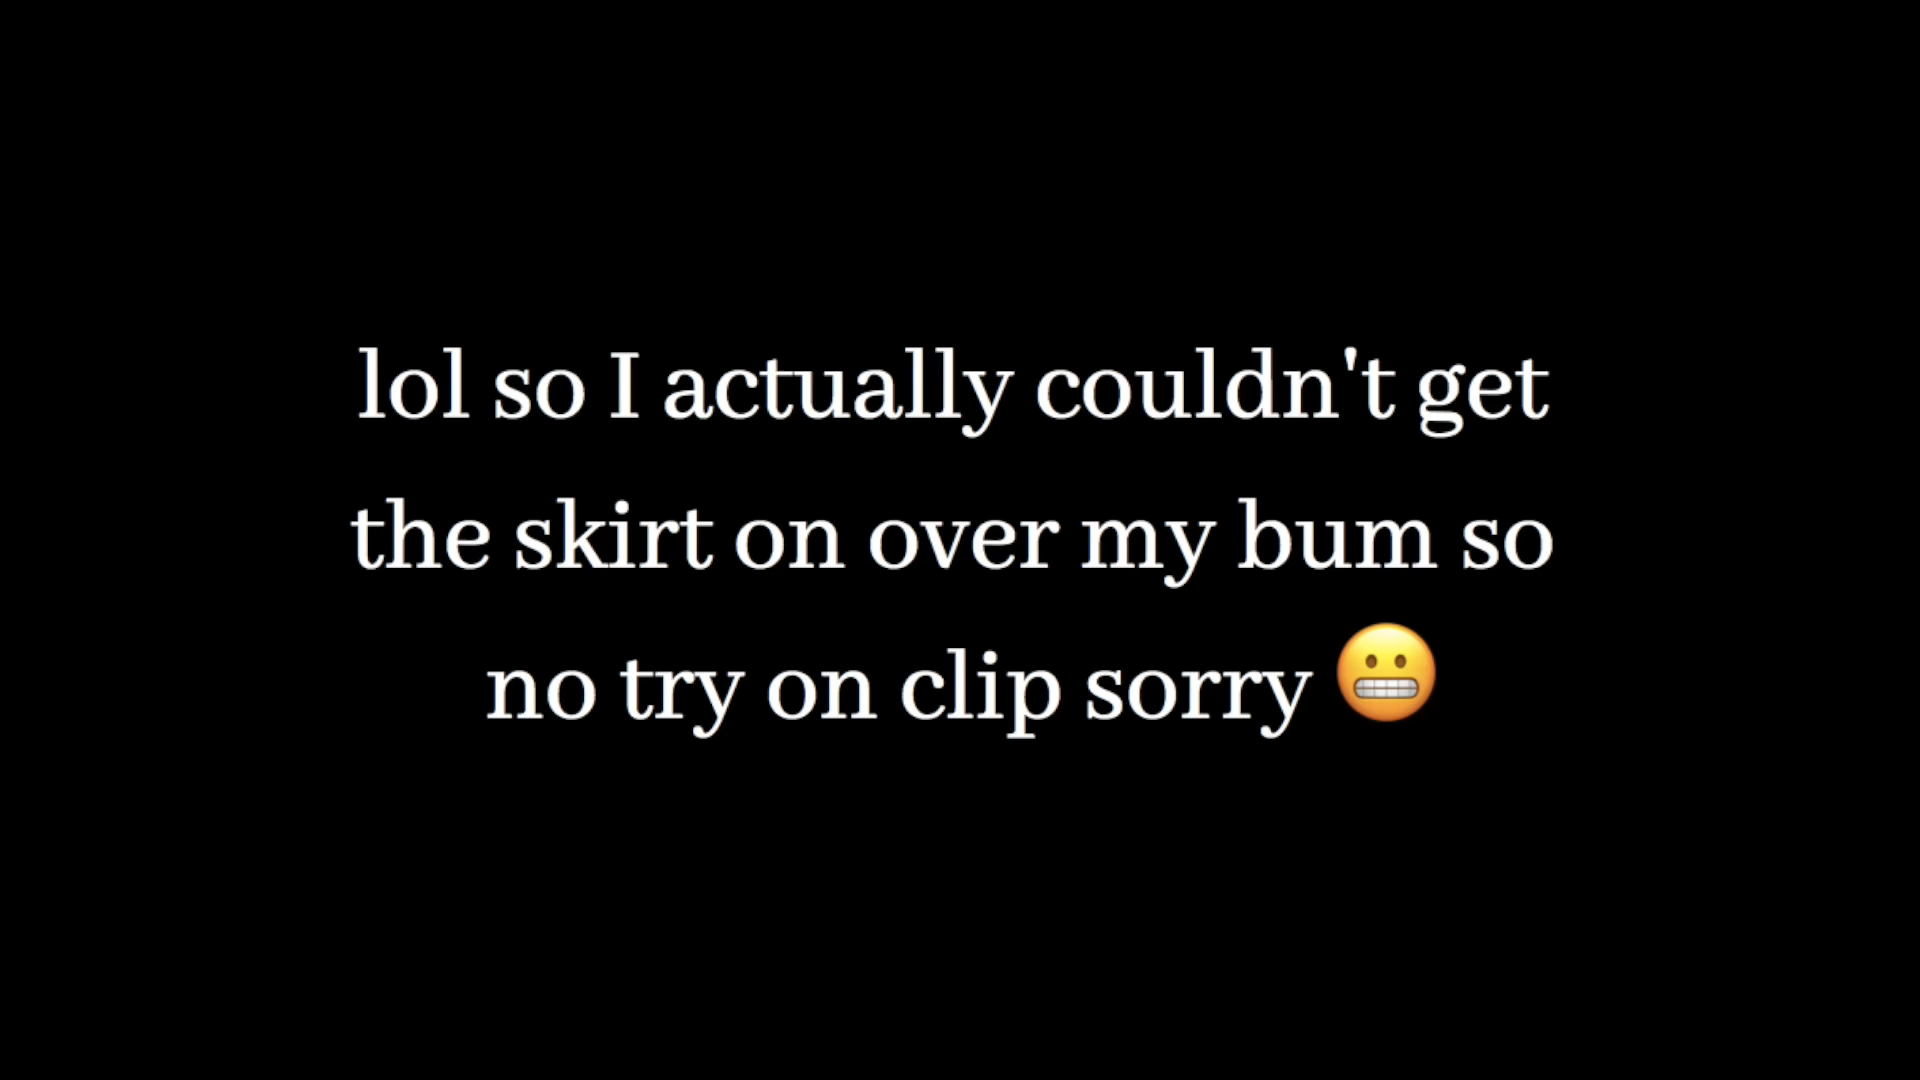 lol so I actually couldn't get
the skirt on over my bum so
no try on clip sorry 😬